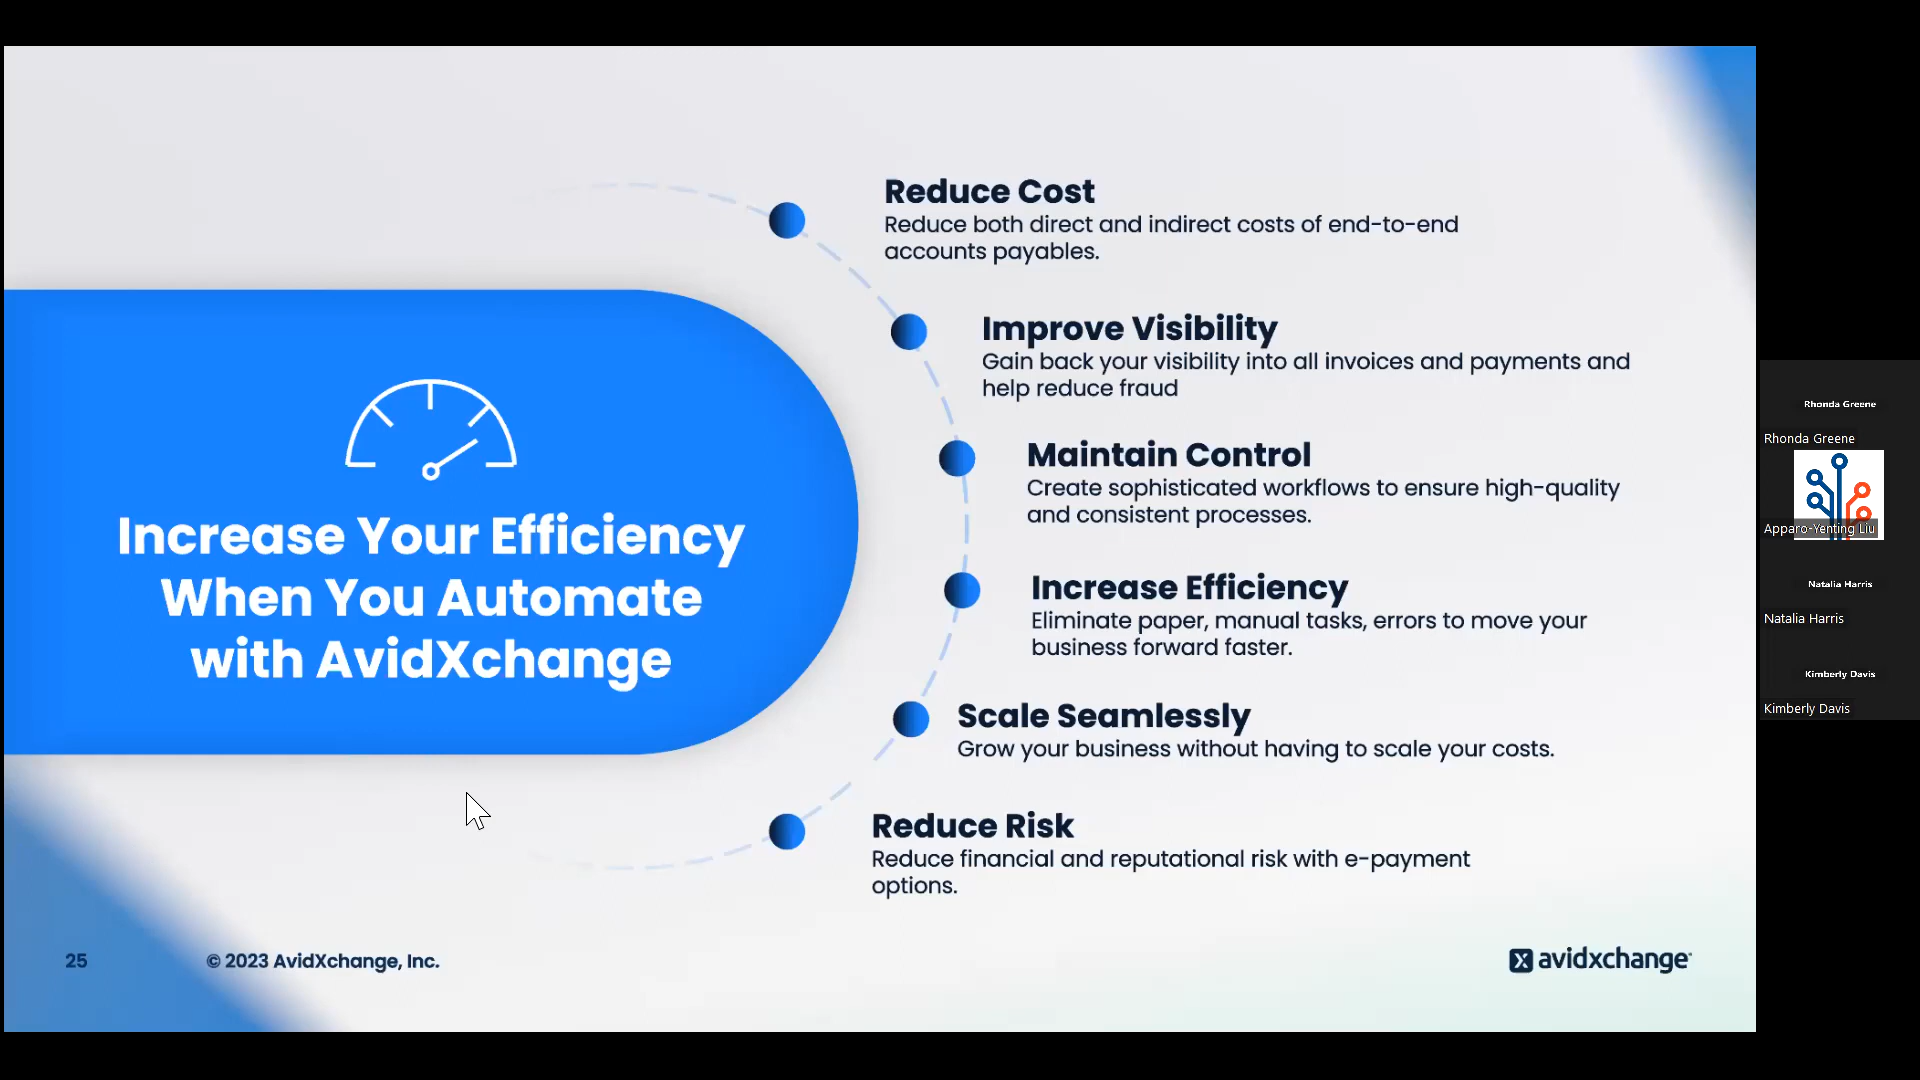 Increase Your Efficiency
When You Automate
with AvidXchange
Reduce Cost
Reduce both direct and indirect costs of end-to-end
accounts payables.
Improve Visibility
Gain back your visibility into all invoices and payments and
help reduce fraud
Maintain Control
Create sophisticated workflows to ensure high-quality
and consistent processes.
Increase Efficiency
Eliminate paper, manual tasks, errors to move your
business forward faster.
Scale Seamlessly
Grow your business without having to scale your costs.
Reduce Risk
Reduce financial and reputational risk with e-payment
options.
25
© 2023 AvidXchange, Inc.
avidxchange
Rhonda Greene
Rhonda Greene
Apparo-Yenting Liu
Natalia Harris
Natalia Harris
Kimberly Davis
Kimberly Davis